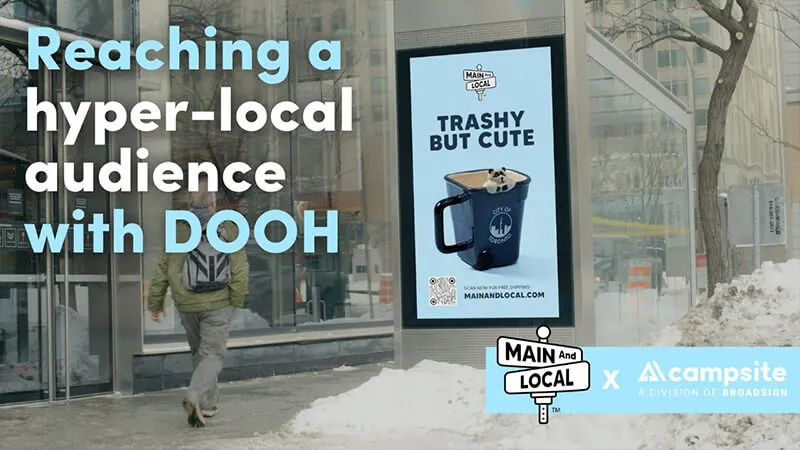 Reaching a
hyper-local
audience
with DOOH
MAIN And
LOCAL
TRASHY
BUT CUTE
CITY OF
TORONTO
SCAN NOW FOR FREE SHIPPING
MAINANDLOCAL.COM
MAIN And
LOCAL
TM
x
campsite
A DIVISION OF BROADSIGN